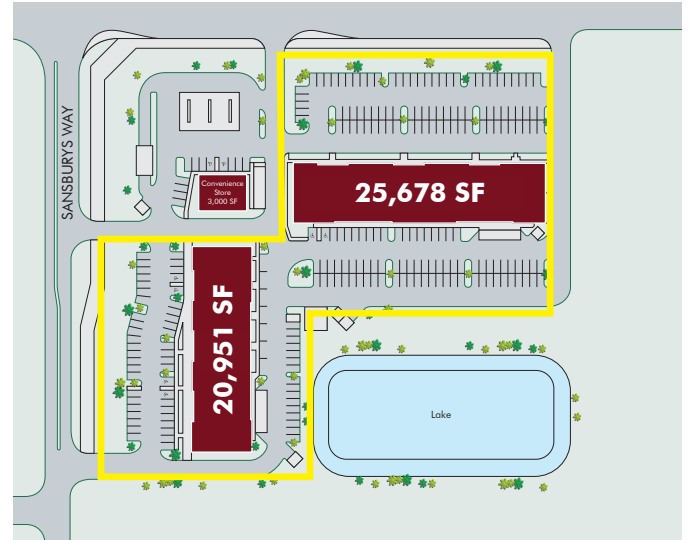 SANSBURYS WAY
Convenience
Store
3,000 SF
25,678 SF
20,951 SF
Lake